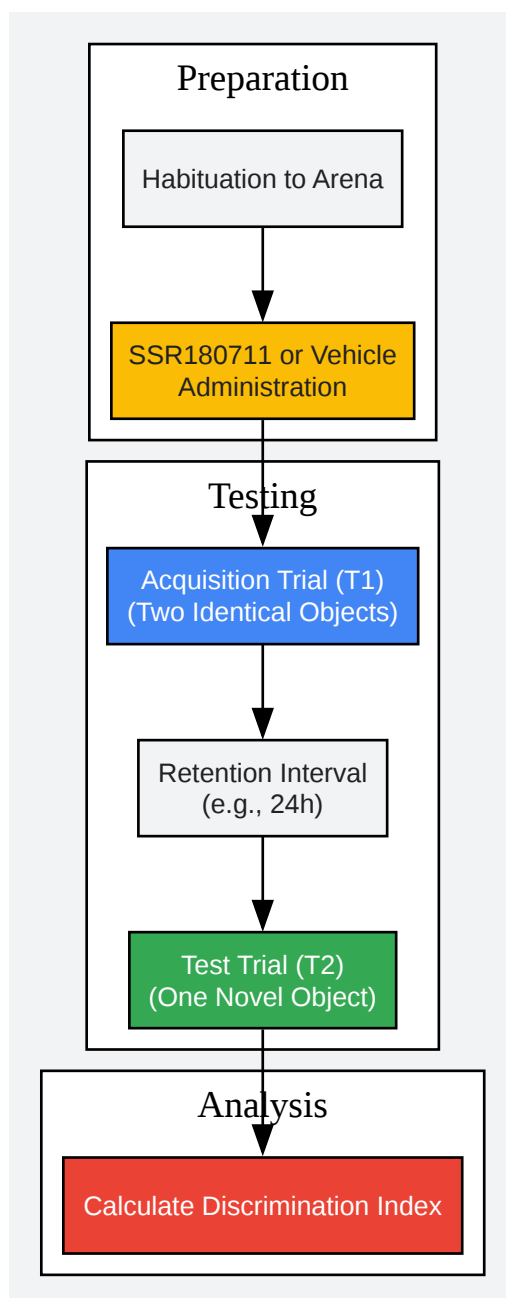 Preparation
Habituation to Arena
SSR180711 or Vehicle
Administration
Testing
Acquisition Trial (T1)
(Two Identical Objects)
Retention Interval
(e.g., 24h)
Test Trial (T2)
(One Novel Object)
Analysis
Calculate Discrimination Index